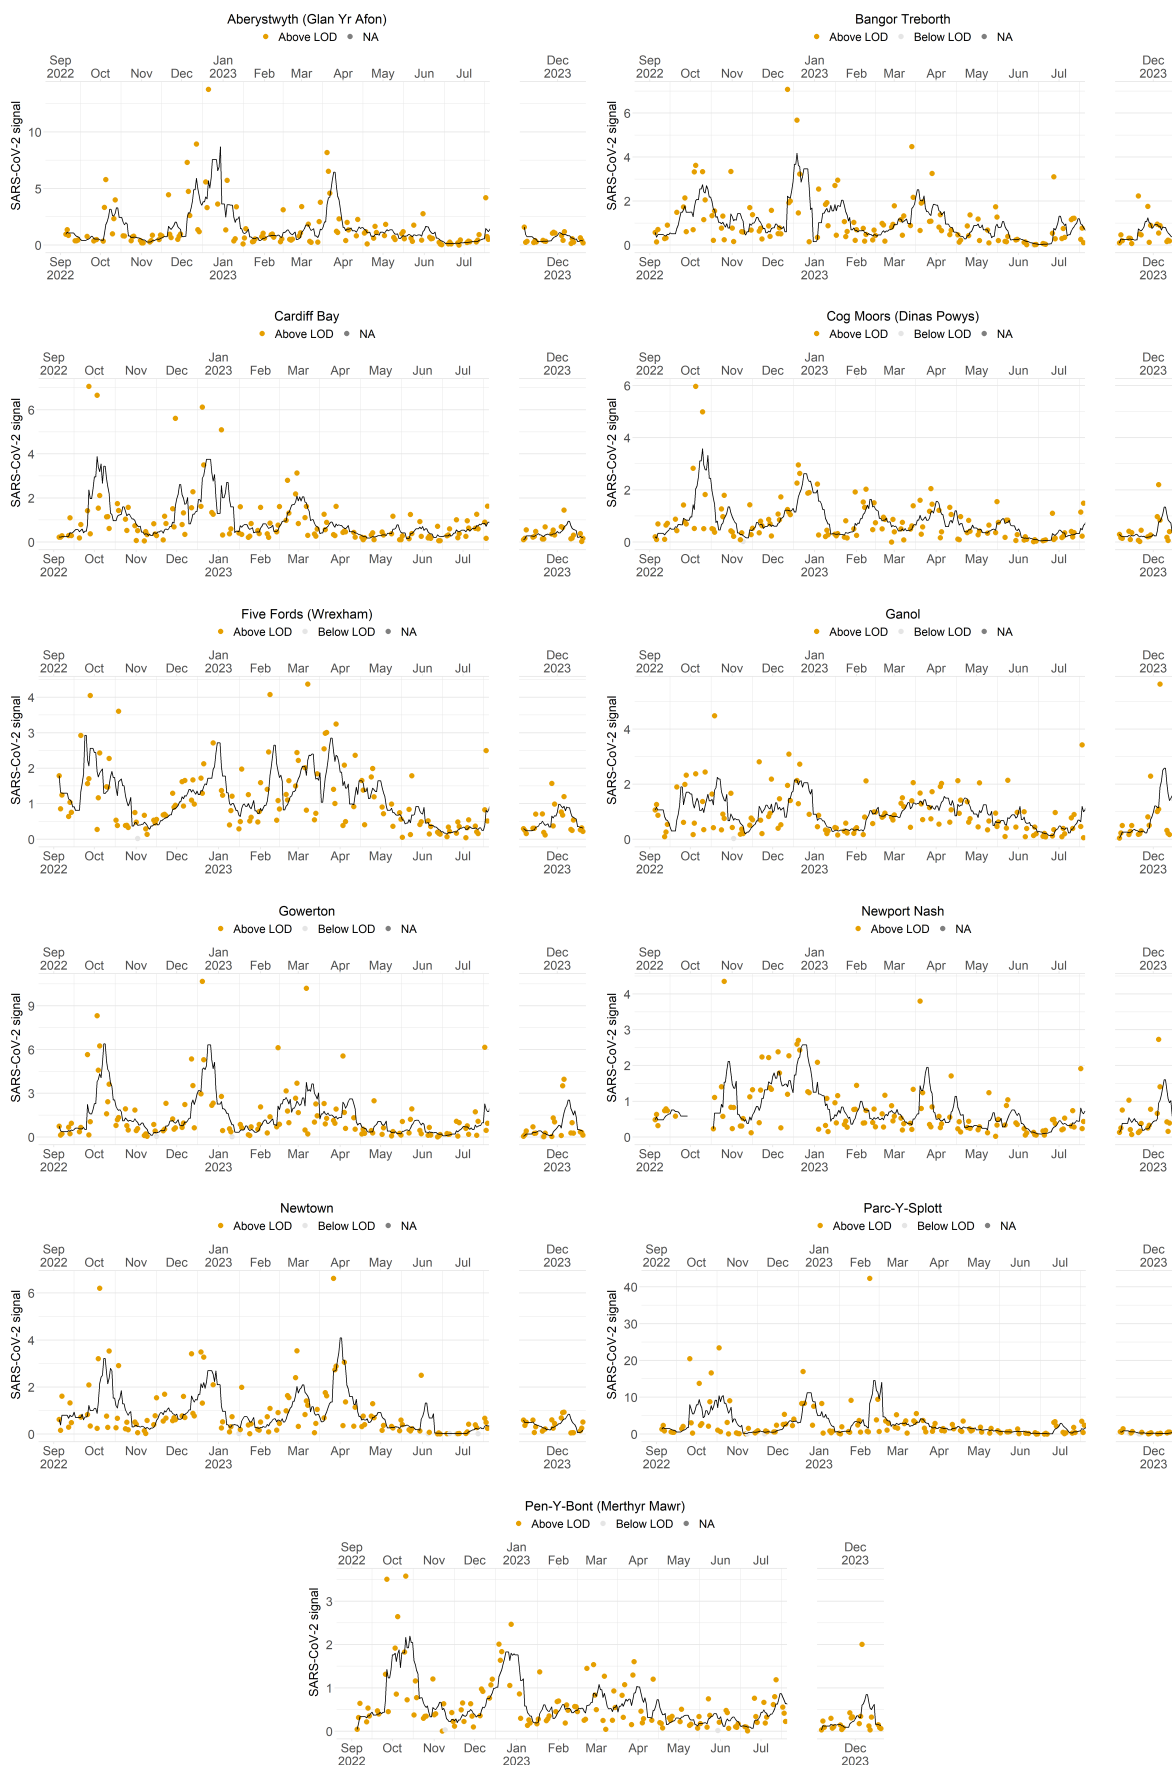 Aberystwyth (Glan Yr Afon)
Above LOD NA
Sep 2022 Oct Nov Dec Jan 2023 Feb Mar Apr May Jun Jul Dec 2023
SARS-CoV-2 signal
10
5
0
Sep 2022 Oct Nov Dec Jan 2023 Feb Mar Apr May Jun Jul Dec 2023
Bangor Treborth
Above LOD Below LOD NA
Sep 2022 Oct Nov Dec Jan 2023 Feb Mar Apr May Jun Jul Dec 2023
SARS-CoV-2 signal
6
4
2
0
Sep 2022 Oct Nov Dec Jan 2023 Feb Mar Apr May Jun Jul Dec 2023
Cardiff Bay
Above LOD NA
Sep 2022 Oct Nov Dec Jan 2023 Feb Mar Apr May Jun Jul Dec 2023
SARS-CoV-2 signal
6
4
2
0
Sep 2022 Oct Nov Dec Jan 2023 Feb Mar Apr May Jun Jul Dec 2023
Cog Moors (Dinas Powys)
Above LOD Below LOD NA
Sep 2022 Oct Nov Dec Jan 2023 Feb Mar Apr May Jun Jul Dec 2023
SARS-CoV-2 signal
6
4
2
0
Sep 2022 Oct Nov Dec Jan 2023 Feb Mar Apr May Jun Jul Dec 2023
Five Fords (Wrexham)
Above LOD Below LOD NA
Sep 2022 Oct Nov Dec Jan 2023 Feb Mar Apr May Jun Jul Dec 2023
SARS-CoV-2 signal
4
3
2
1
0
Sep 2022 Oct Nov Dec Jan 2023 Feb Mar Apr May Jun Jul Dec 2023
Ganol
Above LOD Below LOD NA
Sep 2022 Oct Nov Dec Jan 2023 Feb Mar Apr May Jun Jul Dec 2023
SARS-CoV-2 signal
4
2
0
Sep 2022 Oct Nov Dec Jan 2023 Feb Mar Apr May Jun Jul Dec 2023
Gowerton
Above LOD Below LOD NA
Sep 2022 Oct Nov Dec Jan 2023 Feb Mar Apr May Jun Jul Dec 2023
SARS-CoV-2 signal
9
6
3
0
Sep 2022 Oct Nov Dec Jan 2023 Feb Mar Apr May Jun Jul Dec 2023
Newport Nash
Above LOD NA
Sep 2022 Oct Nov Dec Jan 2023 Feb Mar Apr May Jun Jul Dec 2023
SARS-CoV-2 signal
4
3
2
1
0
Sep 2022 Oct Nov Dec Jan 2023 Feb Mar Apr May Jun Jul Dec 2023
Newtown
Above LOD Below LOD NA
Sep 2022 Oct Nov Dec Jan 2023 Feb Mar Apr May Jun Jul Dec 2023
SARS-CoV-2 signal
6
4
2
0
Sep 2022 Oct Nov Dec Jan 2023 Feb Mar Apr May Jun Jul Dec 2023
Parc-Y-Splott
Above LOD Below LOD NA
Sep 2022 Oct Nov Dec Jan 2023 Feb Mar Apr May Jun Jul Dec 2023
SARS-CoV-2 signal
40
30
20
10
0
Sep 2022 Oct Nov Dec Jan 2023 Feb Mar Apr May Jun Jul Dec 2023
Pen-Y-Bont (Merthyr Mawr)
Above LOD Below LOD NA
Sep 2022 Oct Nov Dec Jan 2023 Feb Mar Apr May Jun Jul Dec 2023
SARS-CoV-2 signal
3
2
1
0
Sep 2022 Oct Nov Dec Jan 2023 Feb Mar Apr May Jun Jul Dec 2023